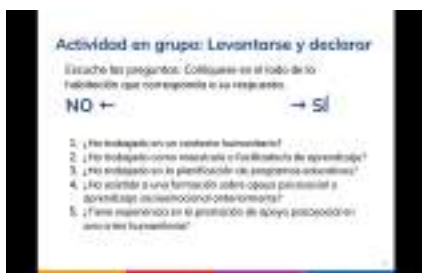 Actividad en grupo: Levantarse y declarar
Escuche las preguntas. Colóquese en el lado de la
habitación que corresponda a su respuesta.
NO ← → SÍ
1. ¿Ha trabajado en un contexto humanitario?
2. ¿Ha trabajado como maestro/a o facilitador/a de aprendizaje?
3. ¿Ha trabajado en la planificación de programas educativos?
4. ¿Ha asistido a una formación sobre apoyo psicosocial o
aprendizaje socioemocional anteriormente?
5. ¿Tiene experiencia en la prestación de apoyo psicosocial en
humanitarios?